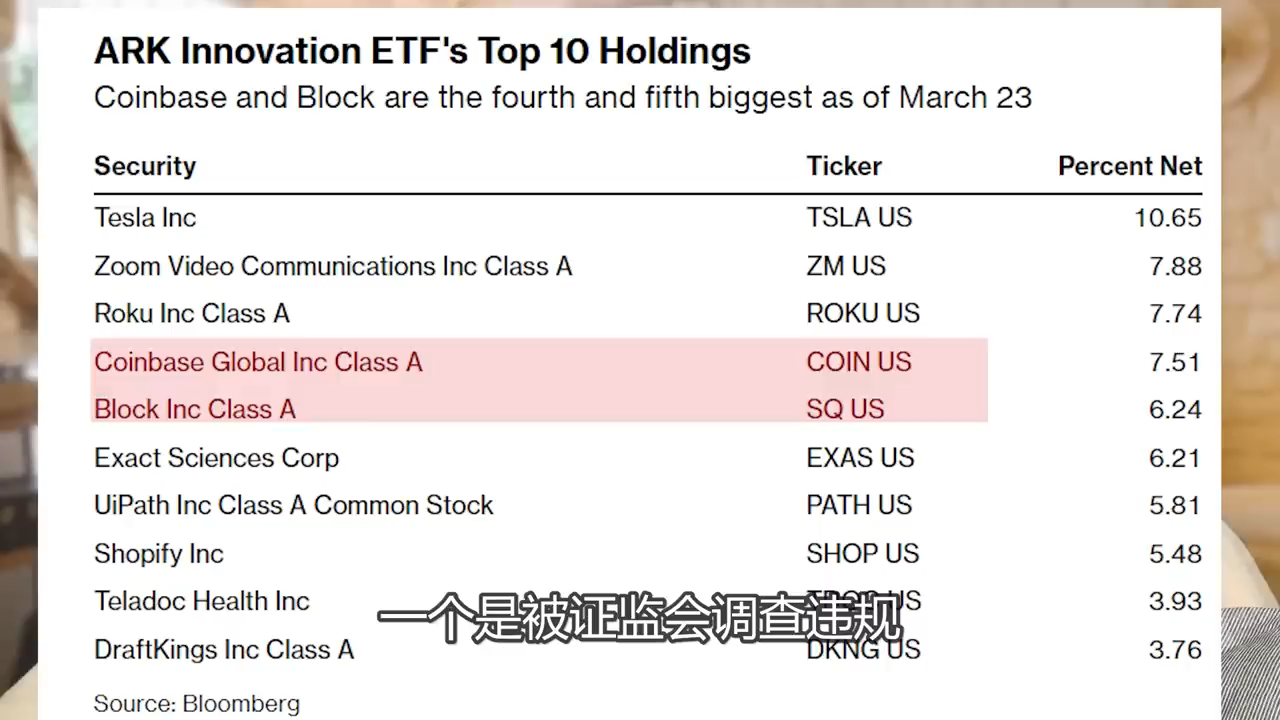 ARK Innovation ETF's Top 10 Holdings
Coinbase and Block are the fourth and fifth biggest as of March 23
Security Ticker Percent Net
Tesla Inc TSLA US 10.65
Zoom Video Communications Inc Class A ZM US 7.88
Roku Inc Class A ROKU US 7.74
Coinbase Global Inc Class A COIN US 7.51
Block Inc Class A SQ US 6.24
Exact Sciences Corp EXAS US 6.21
UiPath Inc Class A Common Stock PATH US 5.81
Shopify Inc SHOP US 5.48
Teladoc Health Inc US 3.93
一个是被证监会调查违规
DraftKings Inc Class A DKNG US 3.76
Source: Bloomberg